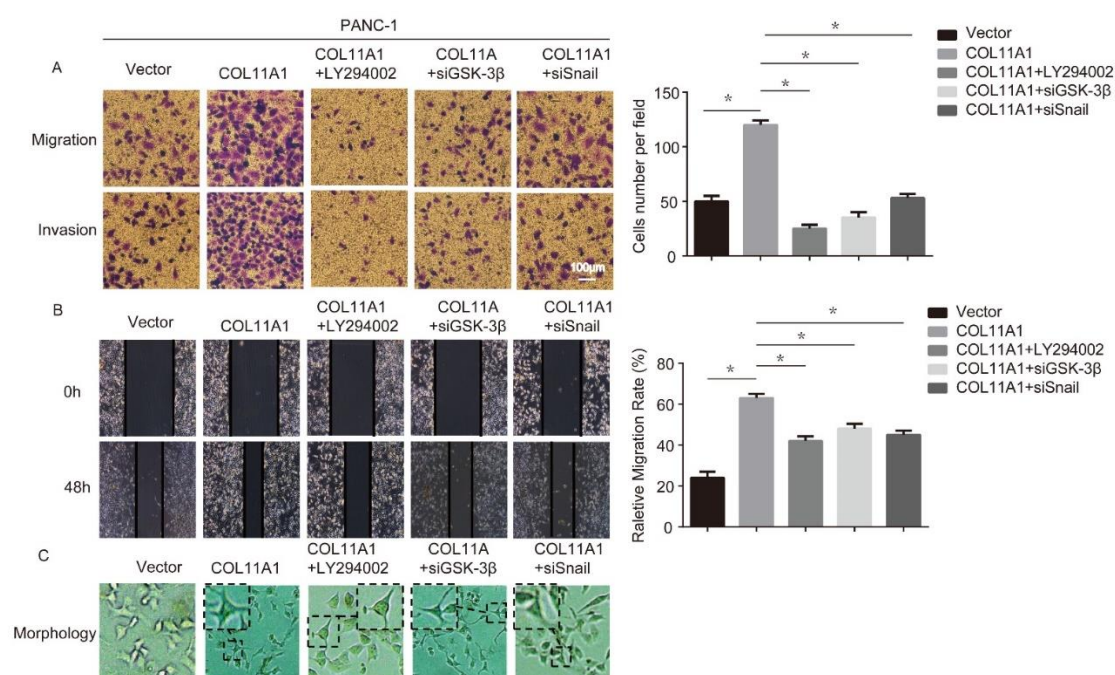 PANC-1
A
Vector
COL11A1
COL11A1
+LY294002
COL11A
+siGSK-3β
COL11A1
+siSnail
Migration
Invasion
100μm
Vector
COL11A1
COL11A1+LY294002
COL11A1+siGSK-3β
COL11A1+siSnail
Cells number per field
150
100
50
0
*
*
*
*
B
Vector
COL11A1
COL11A1
+LY294002
COL11A
+siGSK-3β
COL11A1
+siSnail
0h
48h
Vector
COL11A1
COL11A1+LY294002
COL11A1+siGSK-3β
COL11A1+siSnail
Raletive Migration Rate (%)
80
60
40
20
0
*
*
*
*
C
Vector
COL11A1
COL11A1
+LY294002
COL11A
+siGSK-3β
COL11A1
+siSnail
Morphology